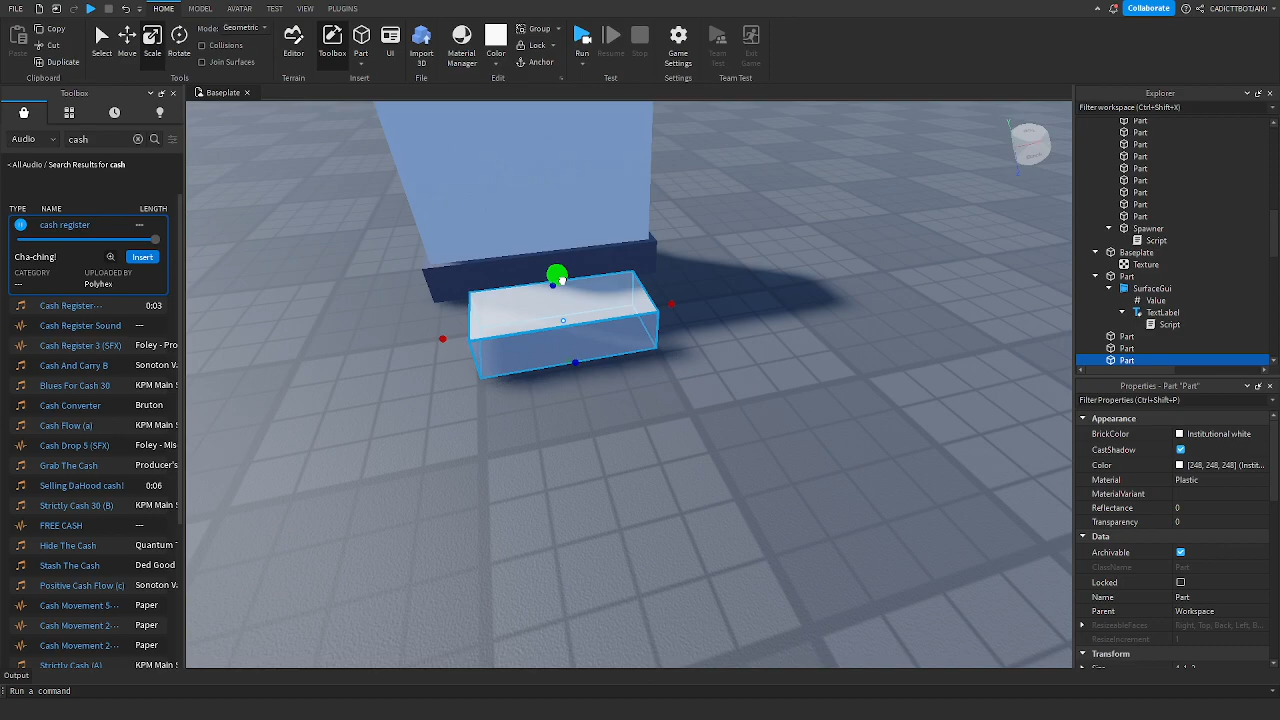 FILE HOME MODEL AVATAR TEST VIEW PLUGINS Collaborate CADICTTBOTJAIKI
Copy Mode: Geometric Group
Paste Cut Select Move Scale Rotate Collisions Editor Toolbox Part UI Import 3D Material Manager Color Lock Run Resume Stop Game Settings Team Test Exit Game
Duplicate Join Surfaces Anchor
Clipboard Tools Terrain Insert File Edit Test Settings Team Test
Toolbox
Baseplate
Explorer
Filter workspace (Ctrl+Shift+X)
Audio cash
< All Audio / Search Results for cash
TYPE NAME LENGTH
cash register ---
Cha-ching! Insert
CATEGORY UPLOADED BY
--- Polyhex
Cash Register... 0:03
Cash Register Sound ---
Cash Register 3 (SFX) Foley - Pro
Cash And Carry B Sonoton V
Blues For Cash 30 KPM Main
Cash Converter Bruton
Cash Flow (a) KPM Main
Cash Drop 5 (SFX) Foley - Mis
Grab The Cash Producer's
Selling DaHood cash! 0:06
Strictly Cash 30 (B) KPM Main
FREE CASH ---
Hide The Cash Quantum
Stash The Cash Ded Good
Positive Cash Flow (c) Sonoton V
Cash Movement 5... Paper
Cash Movement 2... Paper
Cash Movement 2... Paper
Strictly Cash (A) KPM Main
Back
Part
Part
Part
Part
Part
Part
Part
Part
Part
Spawner
Script
Baseplate
Texture
Part
SurfaceGui
Value
TextLabel
Script
Part
Part
Part
Properties - Part "Part"
Filter Properties (Ctrl+Shift+P)
Appearance
BrickColor Institutional white
CastShadow
Color [248, 248, 248] (Instit...
Material Plastic
MaterialVariant
Reflectance 0
Transparency 0
Data
Archivable
ClassName Part
Locked
Name Part
Parent Workspace
ResizeableFaces Right, Top, Back, Left, B...
ResizeIncrement 1
Transform
Output
Run a command